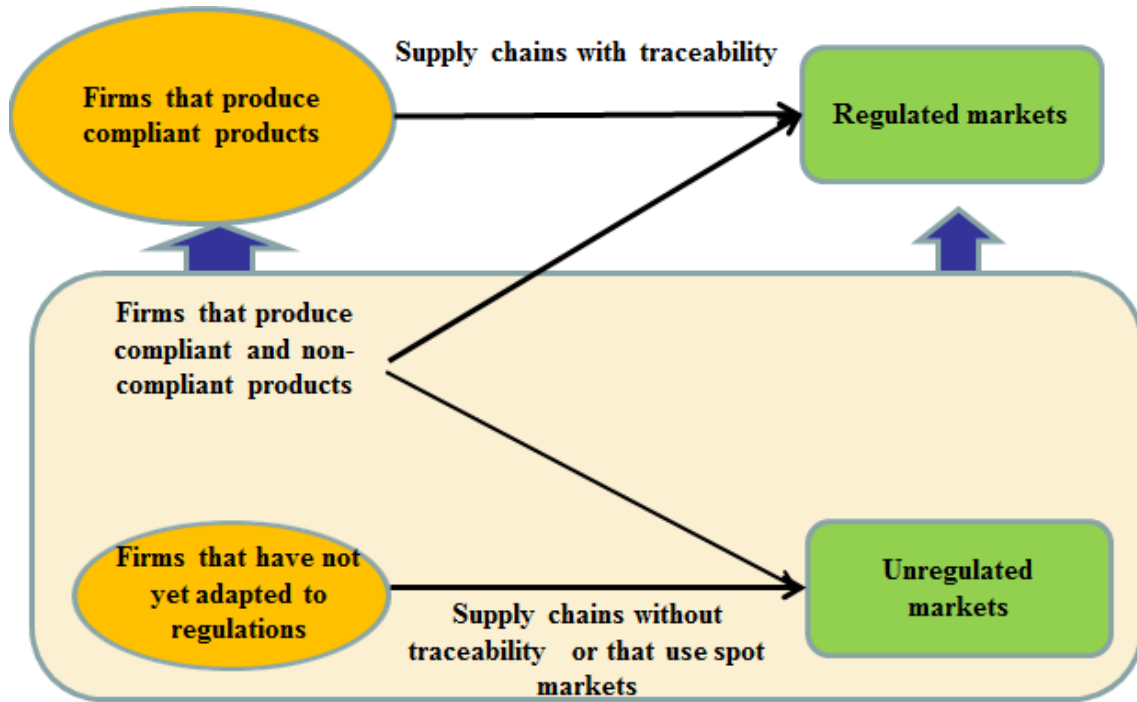 Supply chains with traceability
Firms that produce
compliant products
Regulated markets
Firms that produce
compliant and non-
compliant products
Firms that have not
yet adapted to
regulations
Supply chains without
traceability or that use spot
markets
Unregulated
markets